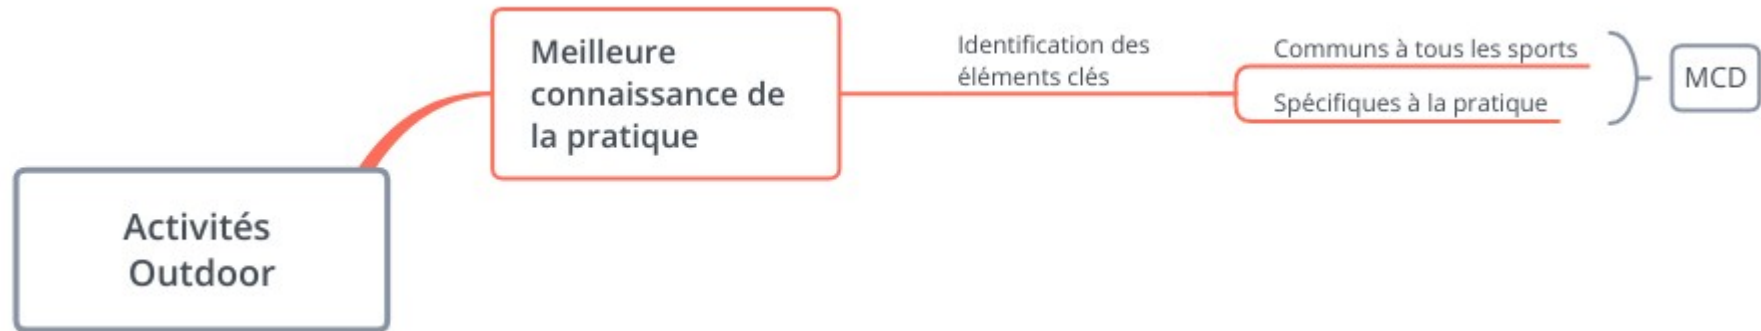 Meilleure
connaissance de
la pratique
Identification des
éléments clés
Communs à tous les sports
Spécifiques à la pratique
MCD
Activités
Outdoor